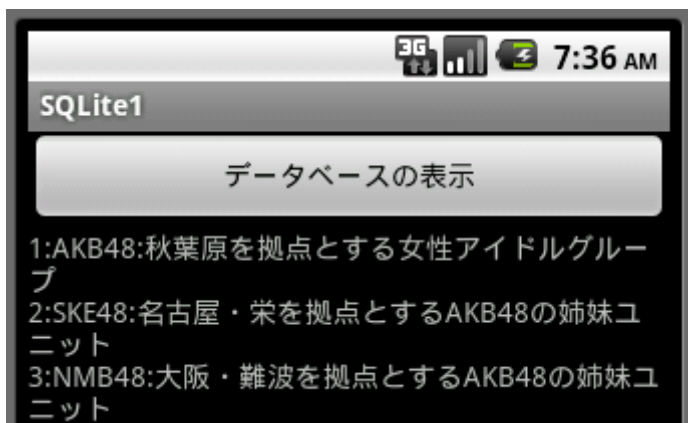 3G 7:36 AM
SQLite1
データベースの表示
1:AKB48:秋葉原を拠点とする女性アイドルグルー
プ
2:SKE48:名古屋・栄を拠点とするAKB48の姉妹ユ
ニット
3:NMB48:大阪・難波を拠点とするAKB48の姉妹ユ
ニット